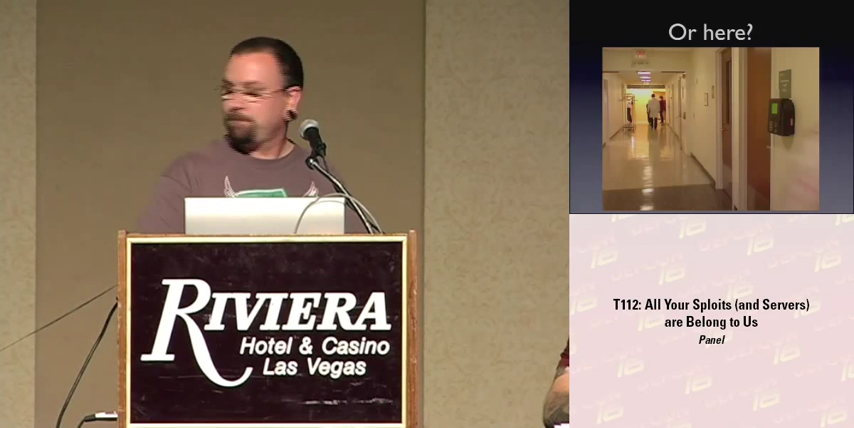 Or here?
RIVIERA
Hotel & Casino
Las Vegas
T112: All Your Sploits (and Servers)
are Belong to Us
Panel